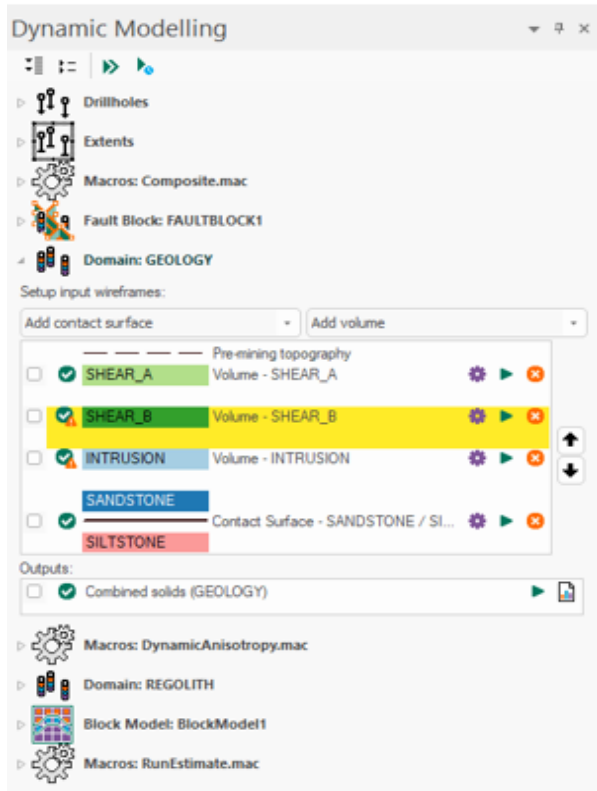 Dynamic Modelling
Drillholes
Extents
Macros: Composite.mac
Fault Block: FAULTBLOCK1
Domain: GEOLOGY
Setup input wireframes:
Add contact surface Add volume
Pre-mining topography
SHEAR_A Volume - SHEAR_A
SHEAR_B Volume - SHEAR_B
INTRUSION Volume - INTRUSION
SANDSTONE
Contact Surface - SANDSTONE / SI...
SILTSTONE
Outputs:
Combined solids (GEOLOGY)
Macros: DynamicAnisotropy.mac
Domain: REGOLITH
Block Model: BlockModel1
Macros: RunEstimate.mac